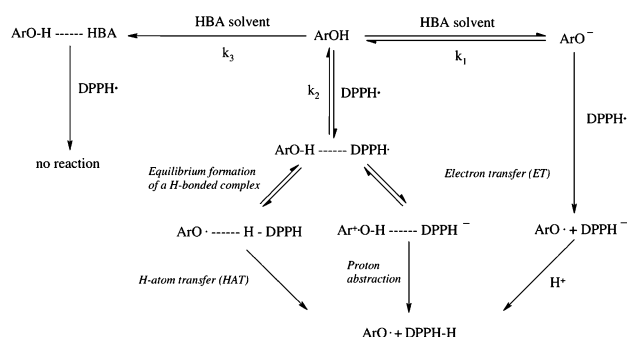 HBA solvent HBA solvent
ArO-H ------ HBA ArOH ArO⁻
k₃ k₁
DPPH· k₂ DPPH·
DPPH·
ArO-H ------ DPPH·
no reaction
Equilibrium formation
of a H-bonded complex
Electron transfer (ET)
ArO· ------ H - DPPH Ar⁺·O-H ------ DPPH⁻ ArO· + DPPH⁻
H-atom transfer (HAT) Proton
abstraction
H⁺
ArO· + DPPH-H